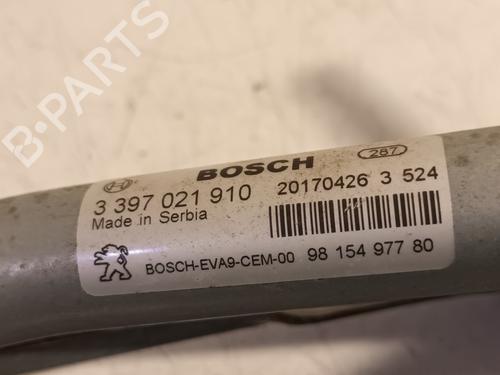 B-PARTS
BOSCH
287
3 397 021 910
20170426 3 524
Made in Serbia
BOSCH-EVA9-CEM-00
98 154 977 80